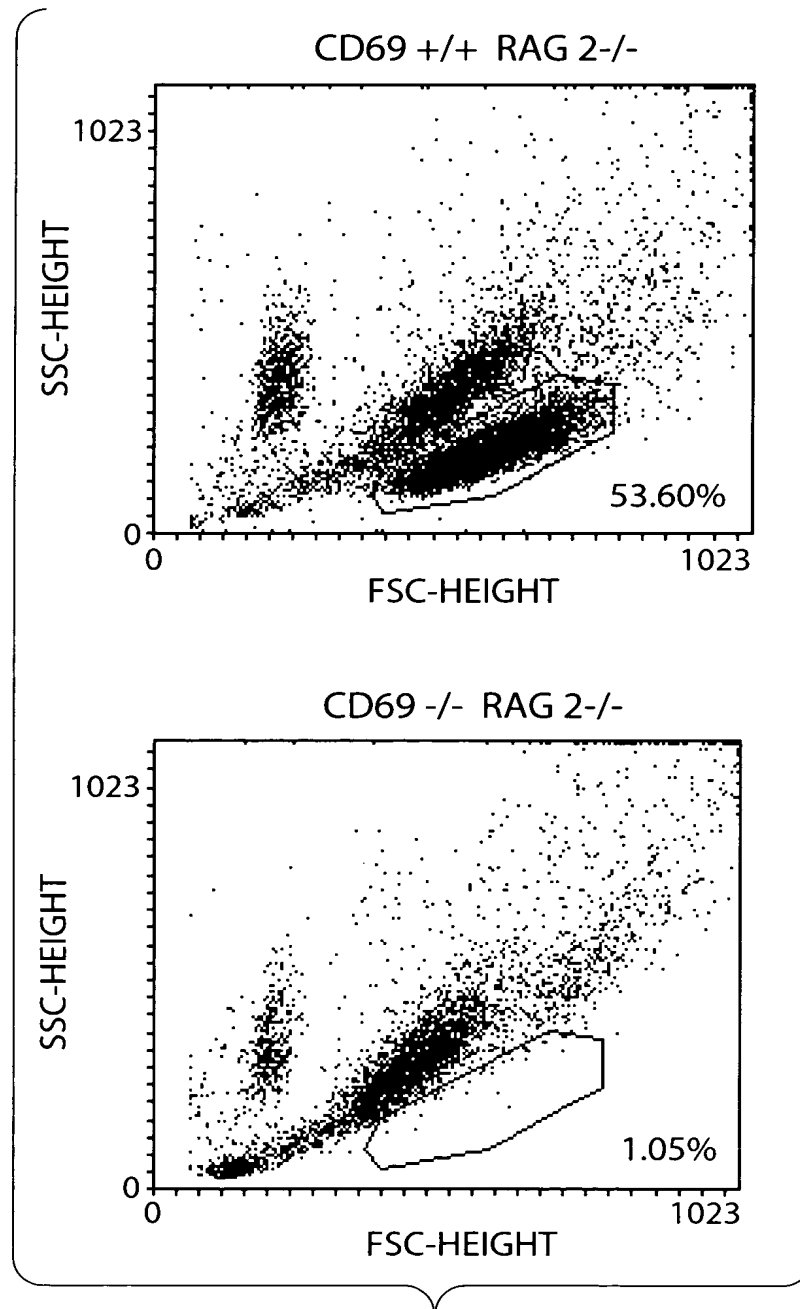 CD69 +/+ RAG 2-/-
1023
SSC-HEIGHT
53.60%
0
0
1023
FSC-HEIGHT
CD69 -/- RAG 2-/-
1023
SSC-HEIGHT
1.05%
0
0
1023
FSC-HEIGHT